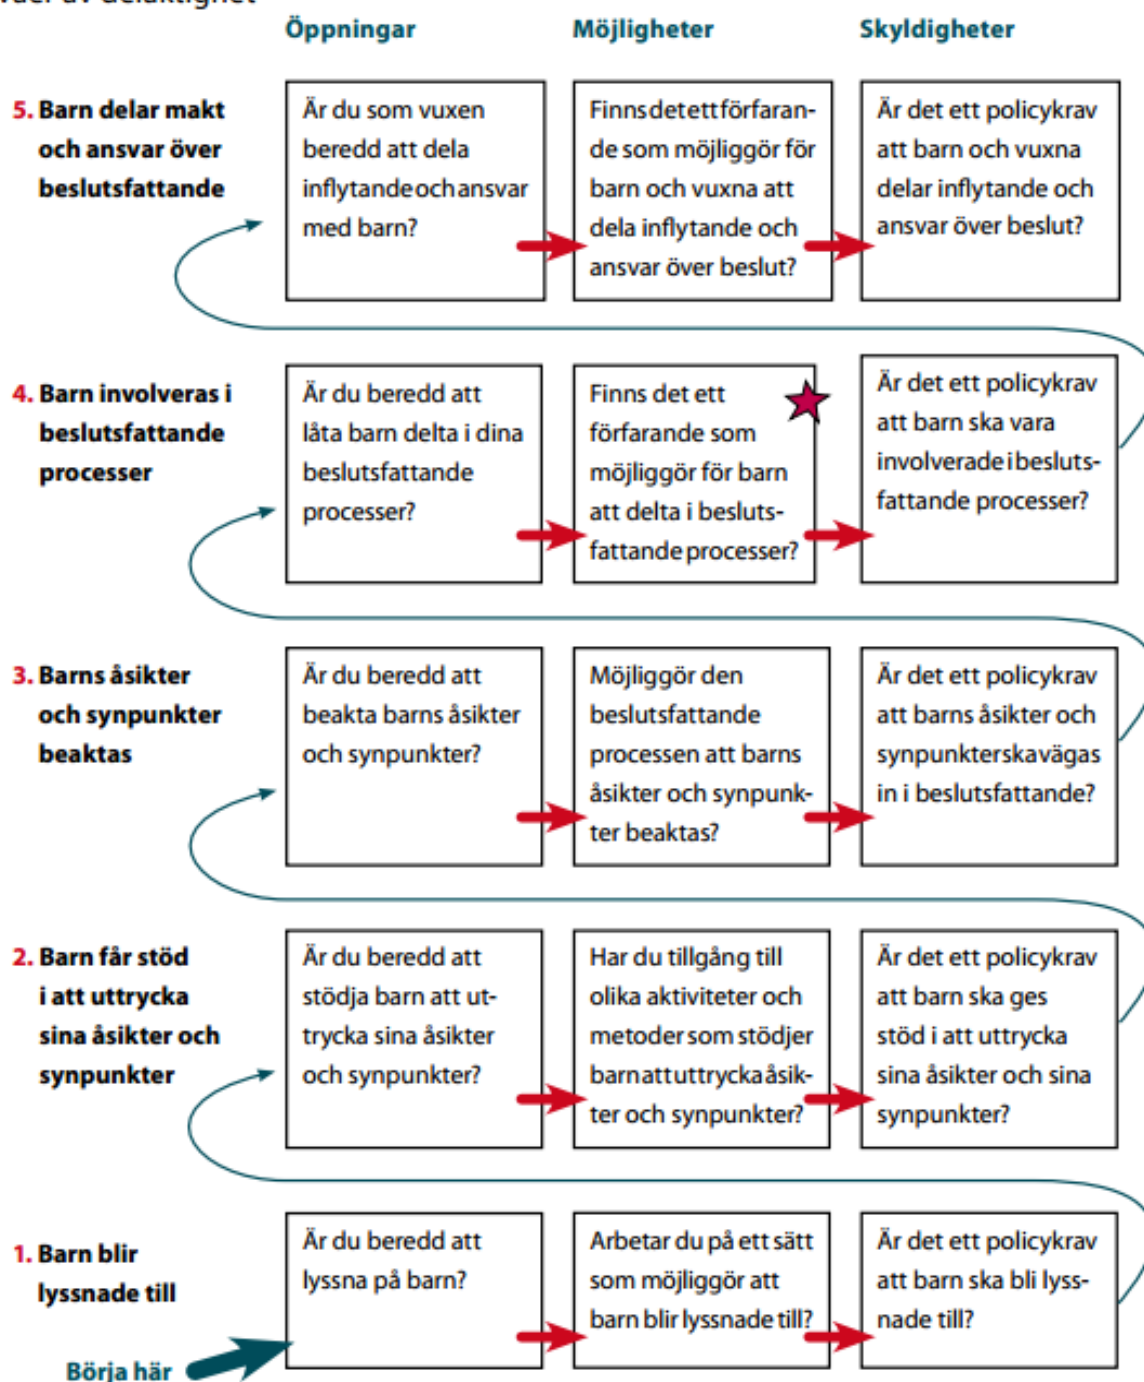 av delaktighet
Öppningar Möjligheter Skyldigheter
5. Barn delar makt
och ansvar över
beslutsfattande
Är du som vuxen
beredd att dela
inflytande och ansvar
med barn?
Finns det ett förfaran-
de som möjliggör för
barn och vuxna att
dela inflytande och
ansvar över beslut?
Är det ett policykrav
att barn och vuxna
delar inflytande och
ansvar över beslut?
4. Barn involveras i
beslutsfattande
processer
Är du beredd att
låta barn delta i dina
beslutsfattande
processer?
Finns det ett
förfarande som
möjliggör för barn
att delta i besluts-
fattande processer?
Är det ett policykrav
att barn ska vara
involverade i besluts-
fattande processer?
3. Barns åsikter
och synpunkter
beaktas
Är du beredd att
beakta barns åsikter
och synpunkter?
Möjliggör den
beslutsfattande
processen att barns
åsikter och synpunk-
ter beaktas?
Är det ett policykrav
att barns åsikter och
synpunkter ska vägas
in i beslutsfattande?
2. Barn får stöd
i att uttrycka
sina åsikter och
synpunkter
Är du beredd att
stödja barn att ut-
trycka sina åsikter
och synpunkter?
Har du tillgång till
olika aktiviteter och
metoder som stödjer
barn att uttrycka åsik-
ter och synpunkter?
Är det ett policykrav
att barn ska ges
stöd i att uttrycka
sina åsikter och sina
synpunkter?
1. Barn blir
lyssnade till
Är du beredd att
lyssna på barn?
Arbetar du på ett sätt
som möjliggör att
barn blir lyssnade till?
Är det ett policykrav
att barn ska bli lyss-
nade till?
Börja här